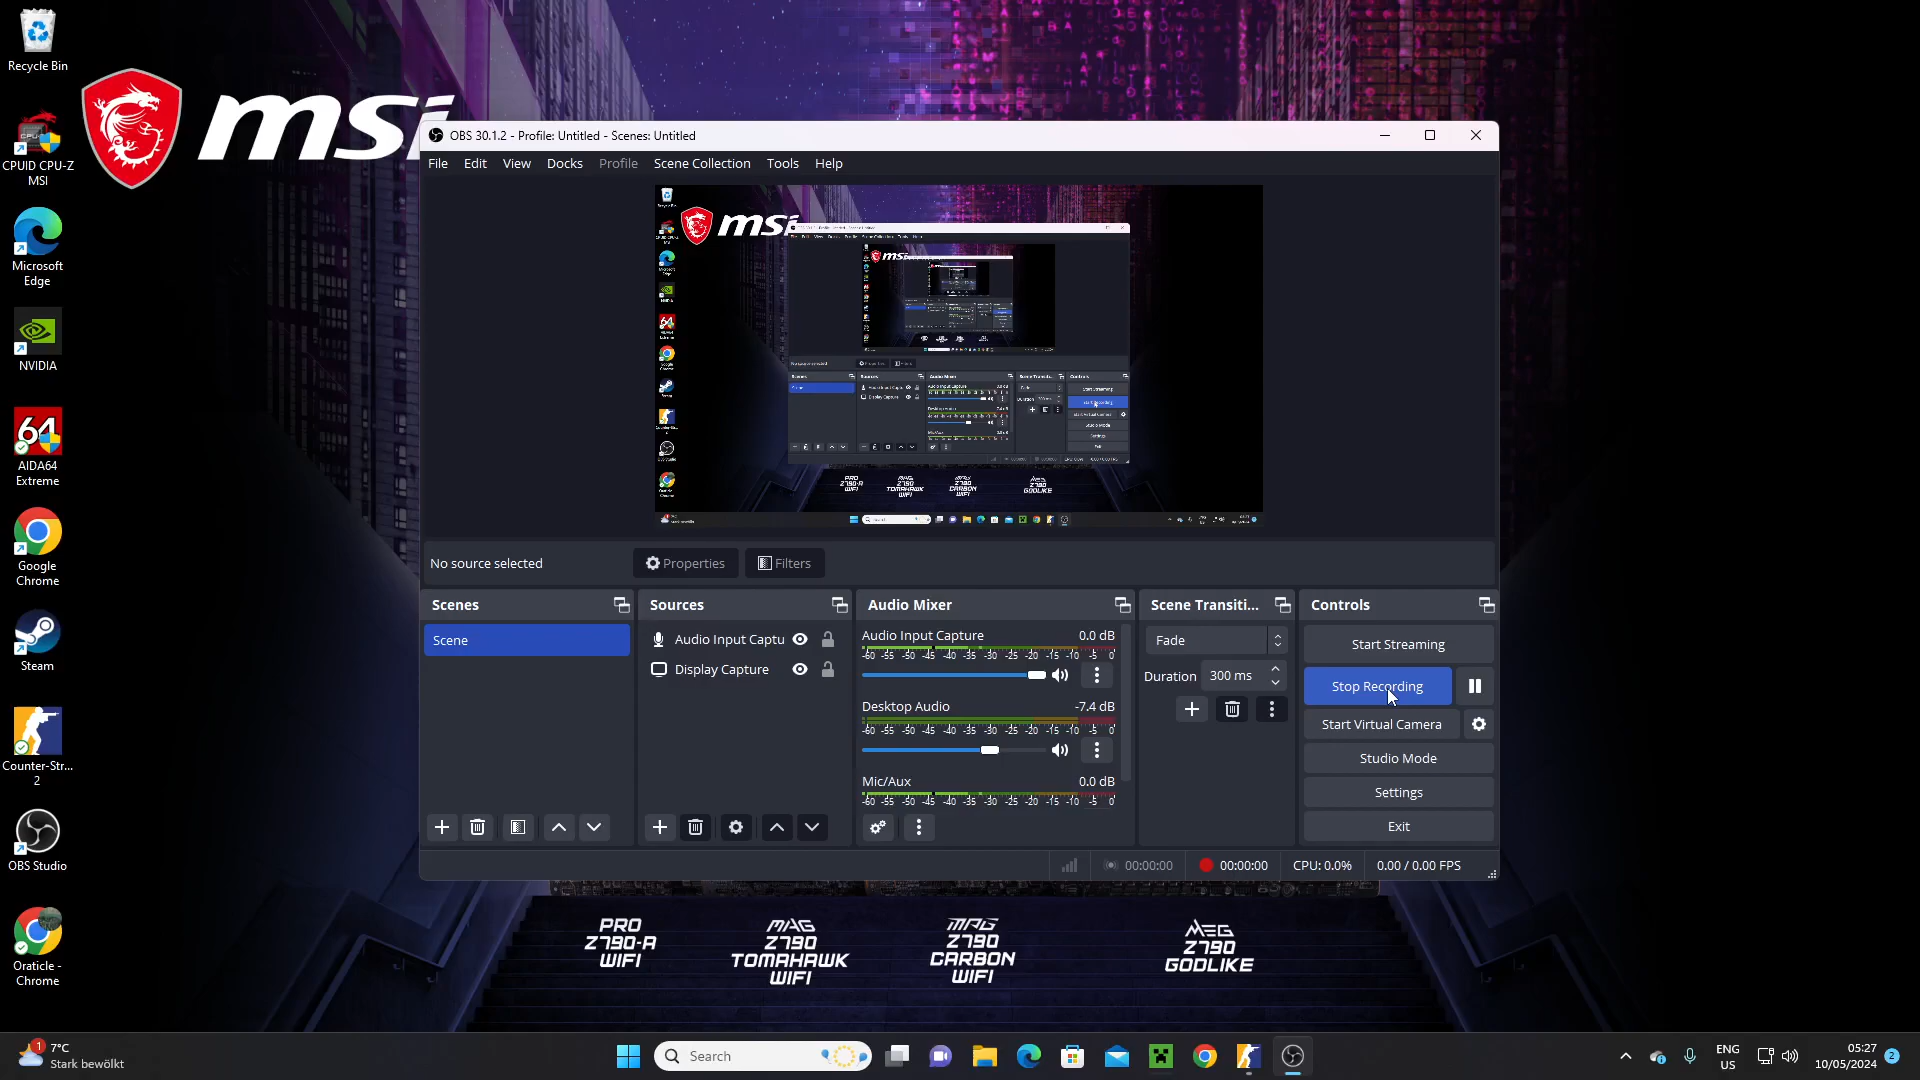 Recycle Bin
CPUID CPU-Z
MSI
Microsoft
Edge
NVIDIA
64
AIDA64
Extreme
Google
Chrome
Steam
Counter-Str...
2
OBS Studio
Oraticle -
Chrome
msi
OBS 30.1.2 - Profile: Untitled - Scenes: Untitled
File Edit View Docks Profile Scene Collection Tools Help
No source selected Properties Filters
Scenes
Scene
Sources
Audio Input Captu
Display Capture
Audio Mixer
Audio Input Capture 0.0 dB
-60 -55 -50 -45 -40 -35 -30 -25 -20 -15 -10 -5 0
Desktop Audio -7.4 dB
-60 -55 -50 -45 -40 -35 -30 -25 -20 -15 -10 -5 0
Mic/Aux 0.0 dB
-60 -55 -50 -45 -40 -35 -30 -25 -20 -15 -10 -5 0
Scene Transiti...
Fade
Duration 300 ms
Controls
Start Streaming
Stop Recording
Start Virtual Camera
Studio Mode
Settings
Exit
00:00:00 00:00:00 CPU: 0.0% 0.00 / 0.00 FPS
PRO
Z790-A
WIFI
MAG
Z790
TOMAHAWK
WIFI
MPG
Z790
CARBON
WIFI
MEG
Z790
GODLIKE
1
7°C
Stark bewölkt
Search
ENG
US
05:27
10/05/2024
2